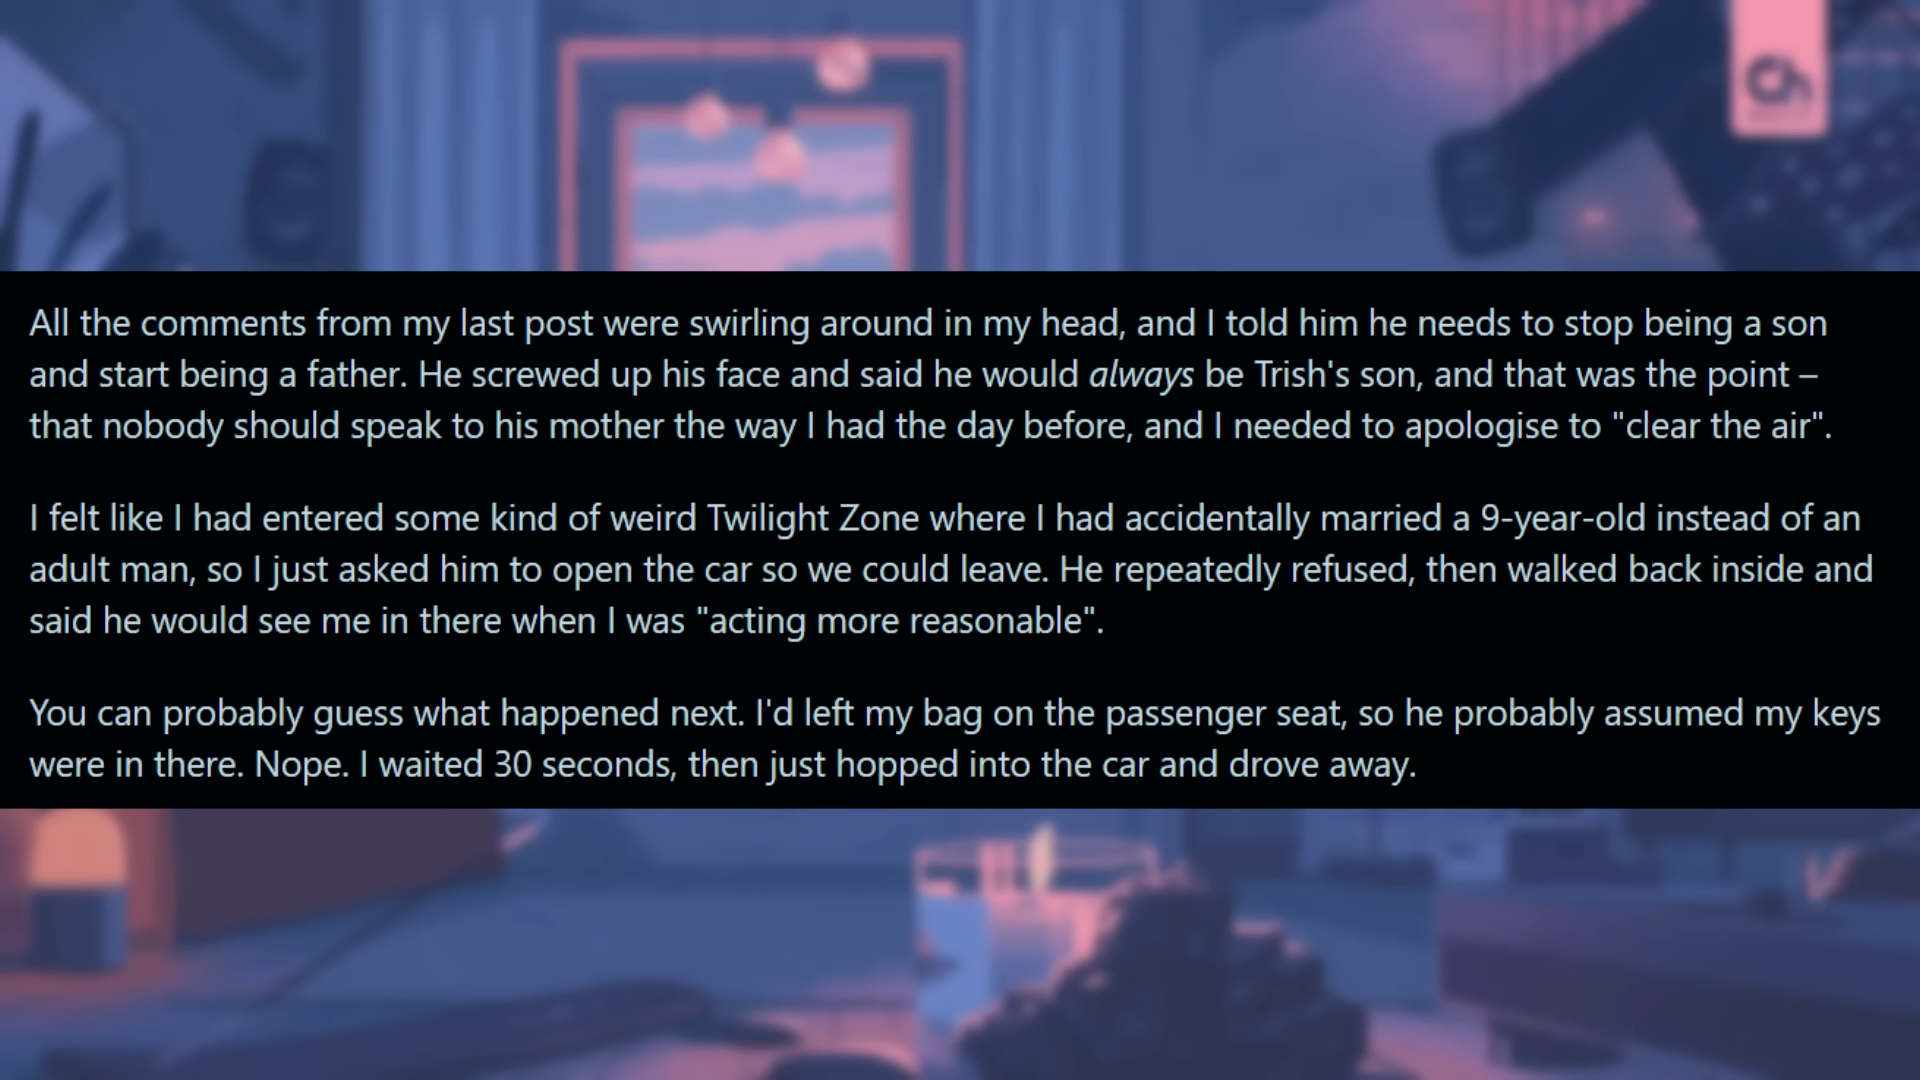 All the comments from my last post were swirling around in my head, and I told him he needs to stop being a son
and start being a father. He screwed up his face and said he would always be Trish's son, and that was the point –
that nobody should speak to his mother the way I had the day before, and I needed to apologise to "clear the air".
I felt like I had entered some kind of weird Twilight Zone where I had accidentally married a 9-year-old instead of an
adult man, so I just asked him to open the car so we could leave. He repeatedly refused, then walked back inside and
said he would see me in there when I was "acting more reasonable".
You can probably guess what happened next. I'd left my bag on the passenger seat, so he probably assumed my keys
were in there. Nope. I waited 30 seconds, then just hopped into the car and drove away.